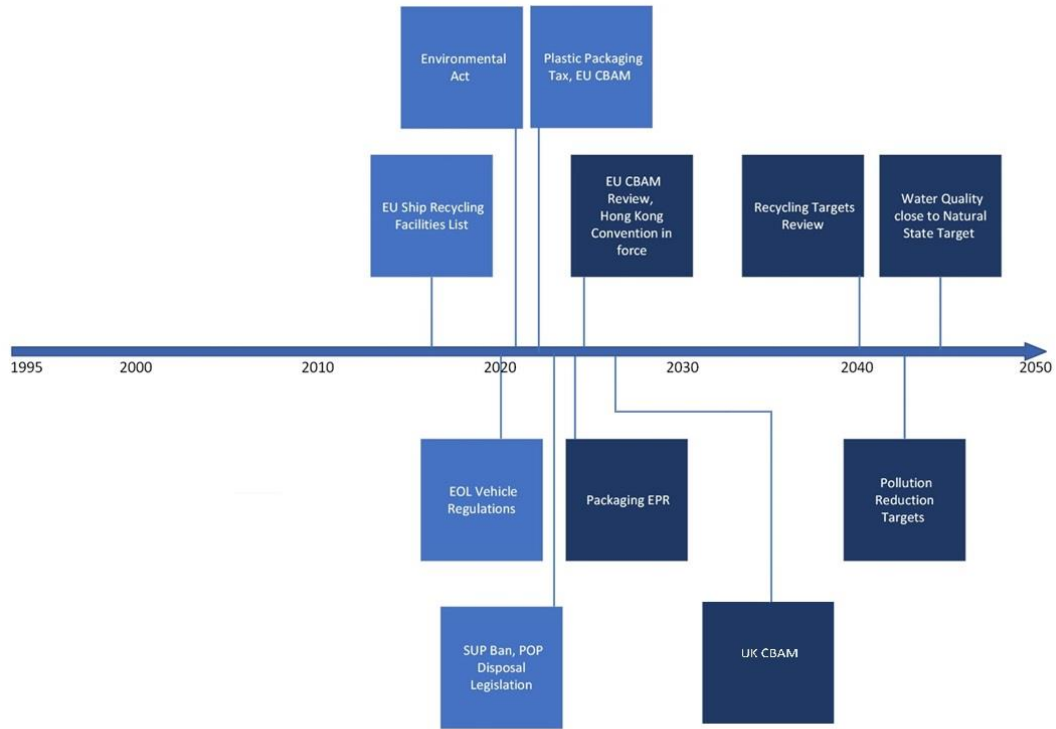 Environmental
Act
Plastic Packaging
Tax, EU CBAM
EU Ship Recycling
Facilities List
EU CBAM
Review,
Hong Kong
Convention in
force
Recycling Targets
Review
Water Quality
close to Natural
State Target
1995
2000
2010
2020
2030
2040
2050
EOL Vehicle
Regulations
Packaging EPR
Pollution
Reduction
Targets
SUP Ban, POP
Disposal
Legislation
UK CBAM